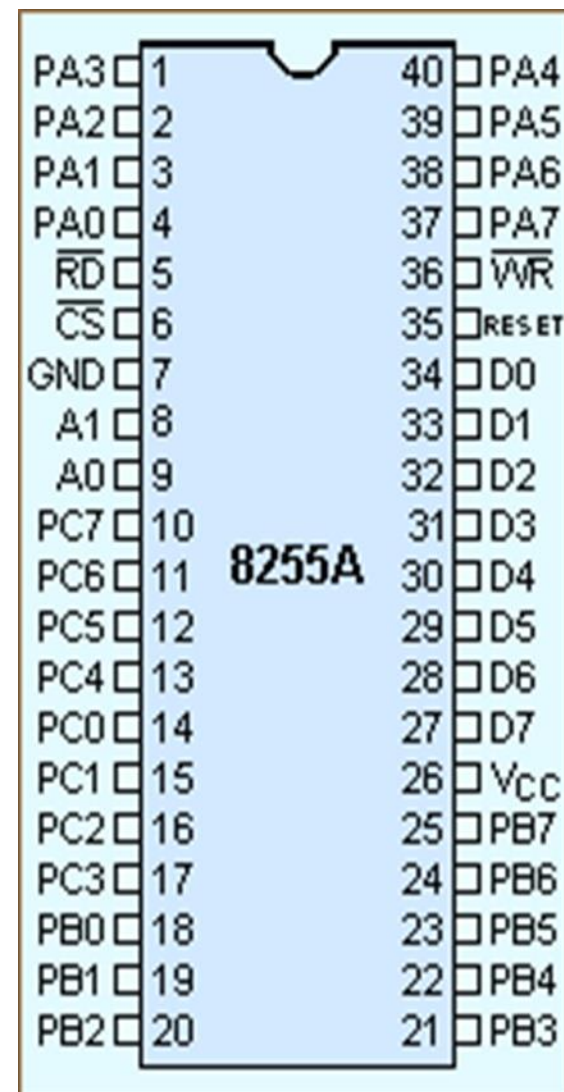 PA3 1 40 PA4
PA2 2 39 PA5
PA1 3 38 PA6
PA0 4 37 PA7
R̅D̅ 5 36 W̅R̅
C̅S̅ 6 35 RESET
GND 7 34 D0
A1 8 33 D1
A0 9 32 D2
PC7 10 31 D3
8255A
PC6 11 30 D4
PC5 12 29 D5
PC4 13 28 D6
PC0 14 27 D7
PC1 15 26 VCC
PC2 16 25 PB7
PC3 17 24 PB6
PB0 18 23 PB5
PB1 19 22 PB4
PB2 20 21 PB3